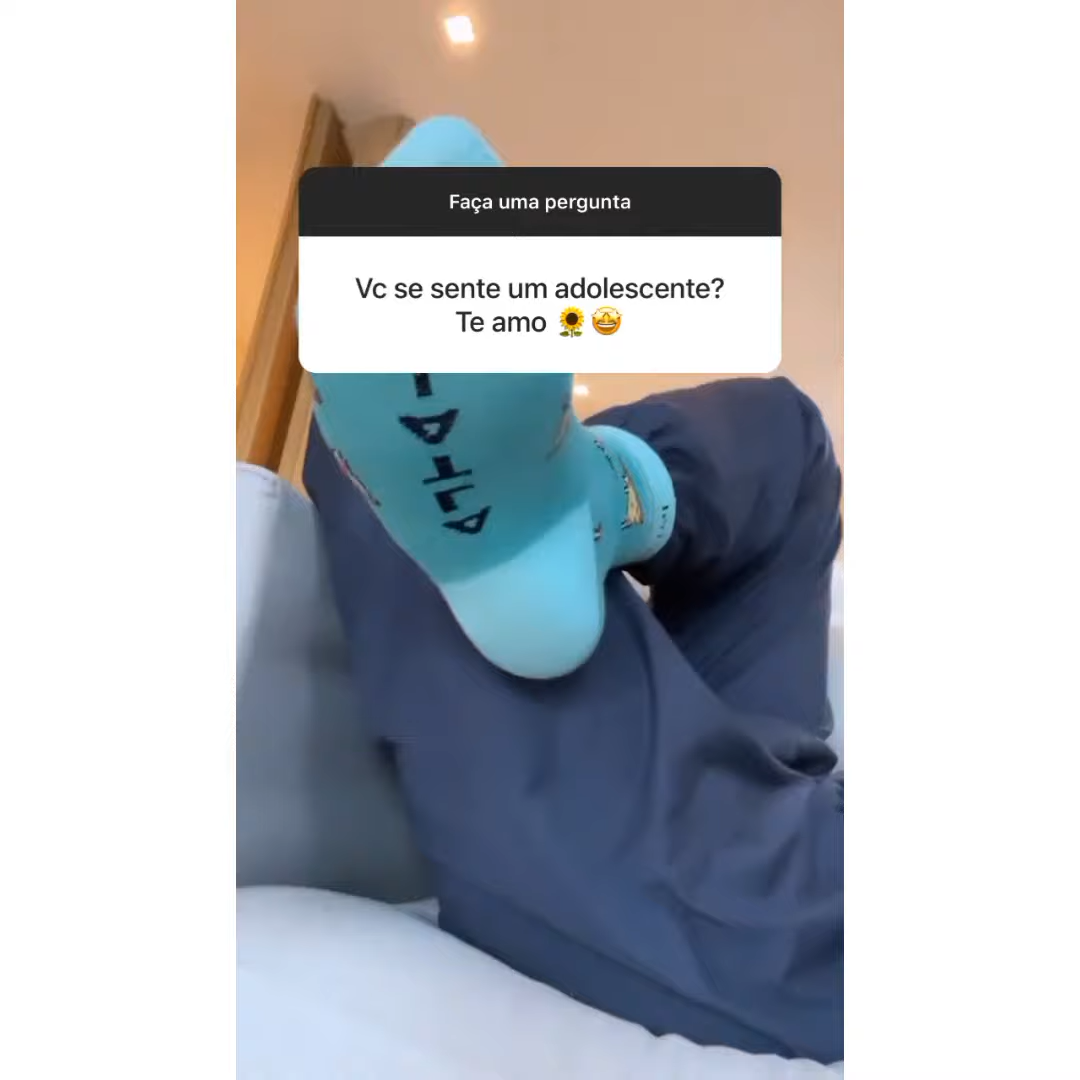 Faça uma pergunta
Vc se sente um adolescente?
Te amo 🌻🤩